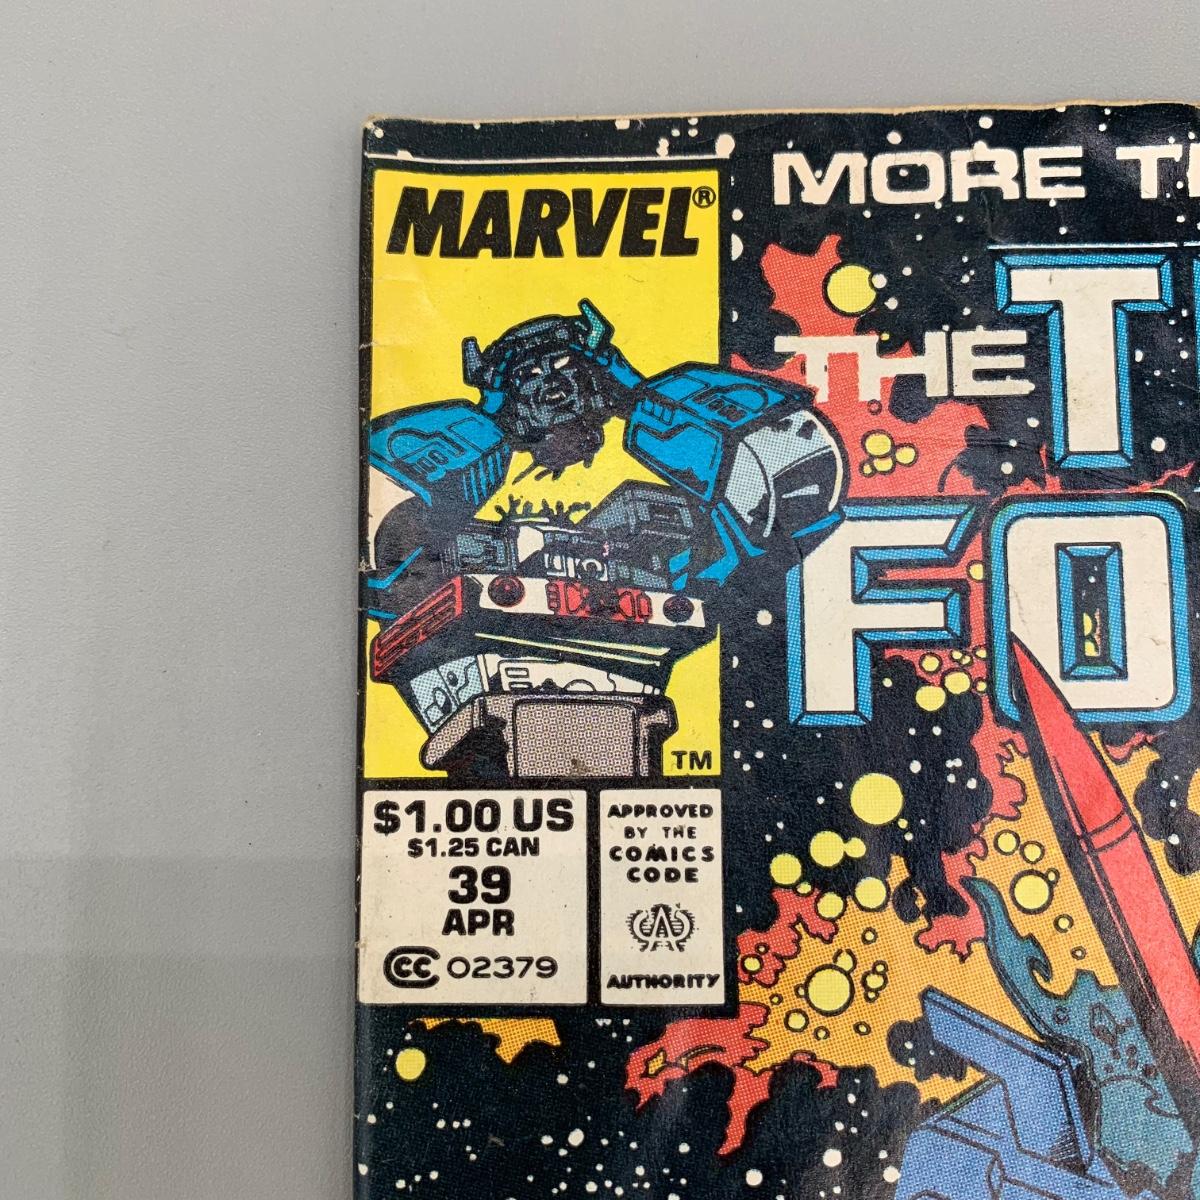 MARVEL®
MORE
THE
FO
TM
$1.00 US
$1.25 CAN
39
APR
CC 02379
APPROVED
BY THE
COMICS
CODE
CAA
AUTHORITY